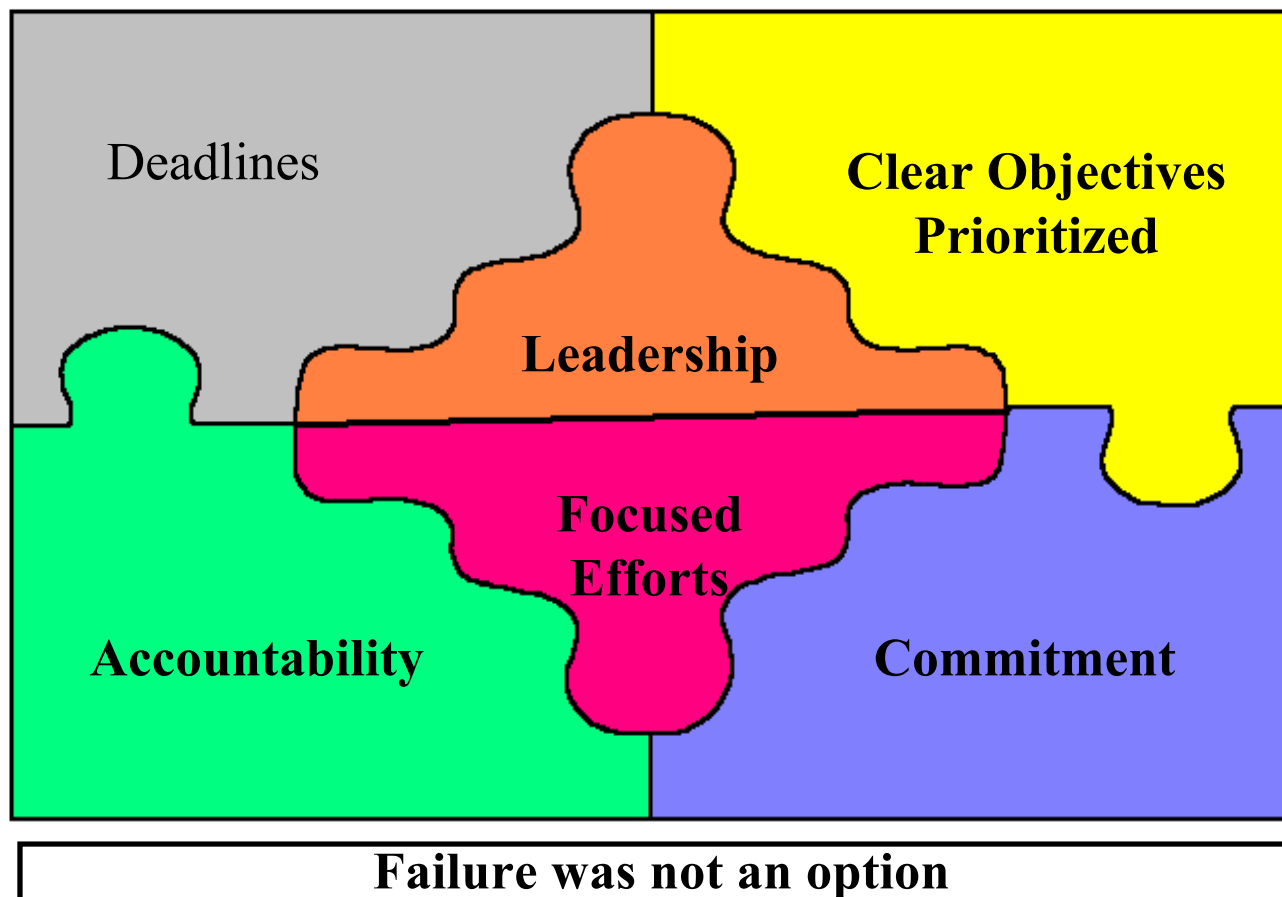 Deadlines
Clear Objectives
Prioritized
Leadership
Focused
Efforts
Accountability
Commitment
Failure was not an option